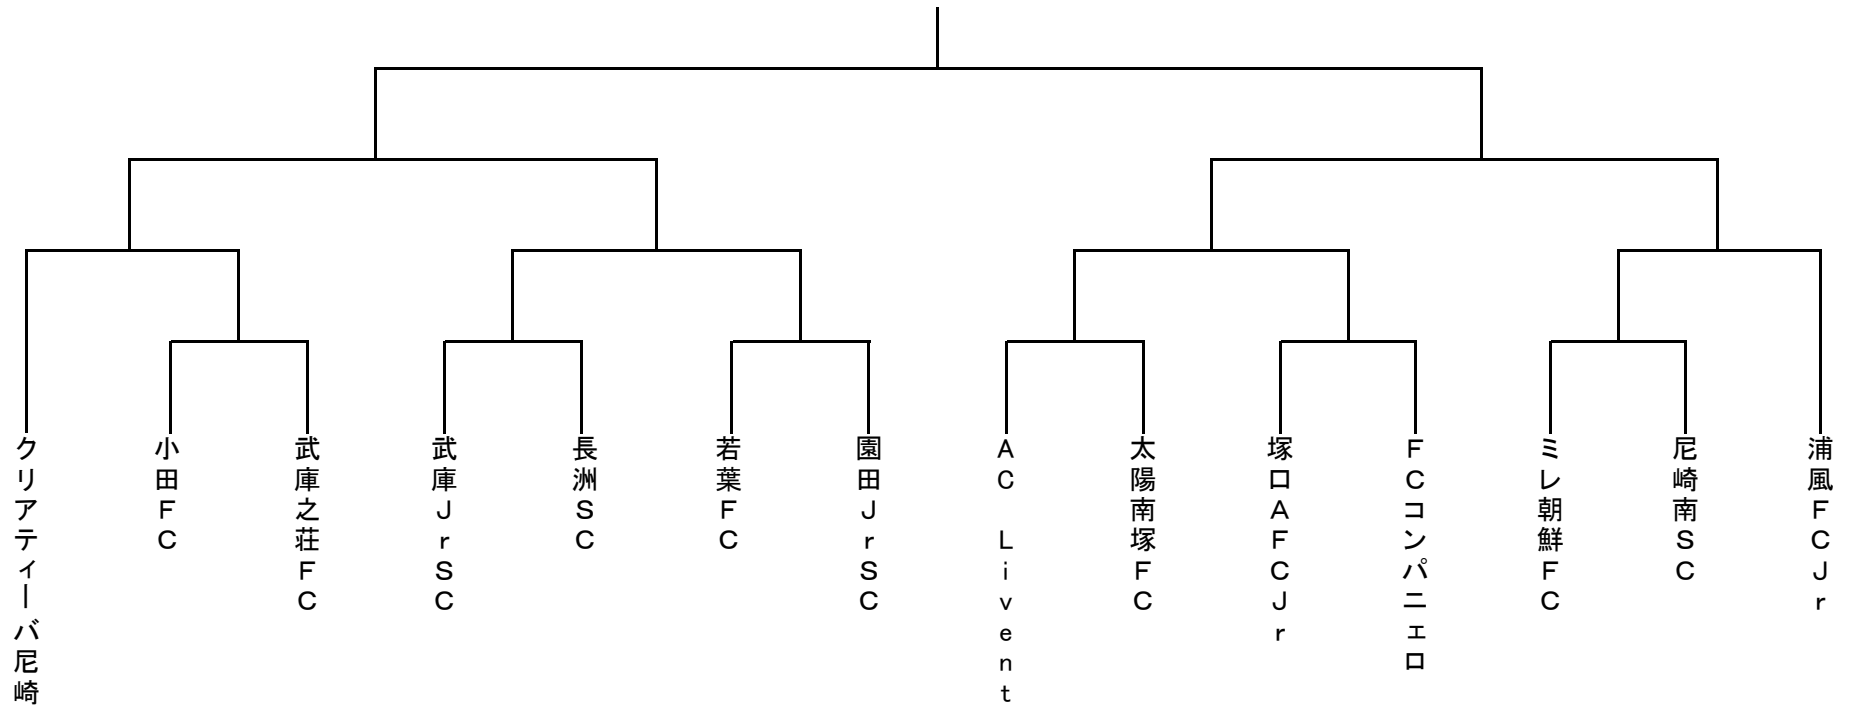 クリアティーバ尼崎
小田ＦＣ
武庫之荘ＦＣ
武庫ＪｒＳＣ
長洲ＳＣ
若葉ＦＣ
園田ＪｒＳＣ
ＡＣ　Ｌｉｖｅｎｔ
太陽南塚ＦＣ
塚口ＡＦＣＪｒ
ＦＣコンパニェロ
ミレ朝鮮ＦＣ
尼崎南ＳＣ
浦風ＦＣＪｒ